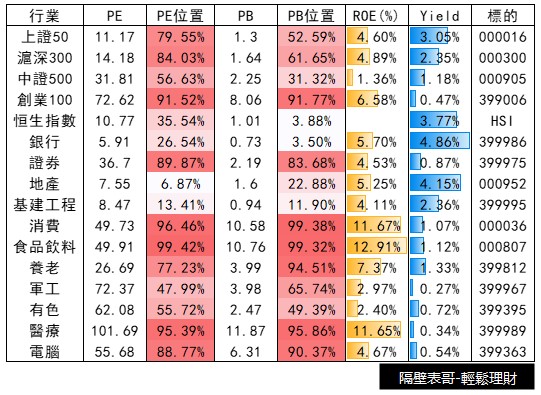 行業 PE PE位置 PB PB位置 ROE(%) Yield 標的
上證50 11.17 79.55% 1.3 52.59% 4.60% 3.05% 000016
滬深300 14.18 84.03% 1.64 61.65% 4.89% 2.35% 000300
中證500 31.81 56.63% 2.25 31.32% 1.36% 1.18% 000905
創業100 72.62 91.52% 8.06 91.77% 6.58% 0.47% 399006
恒生指數 10.77 35.54% 1.01 3.88% 3.77% HSI
銀行 5.91 26.54% 0.73 3.50% 5.70% 4.86% 399986
證券 36.7 89.87% 2.19 83.68% 4.53% 0.87% 399975
地產 7.55 6.87% 1.6 22.88% 5.25% 4.15% 000952
基建工程 8.47 13.41% 0.94 11.90% 4.11% 2.36% 399995
消費 49.73 96.46% 10.58 99.38% 11.67% 1.07% 000036
食品飲料 49.91 99.42% 10.76 99.32% 12.91% 1.12% 000807
養老 26.69 77.23% 3.99 94.51% 7.37% 1.33% 399812
軍工 72.37 47.99% 3.98 65.74% 2.97% 0.27% 399967
有色 62.08 55.72% 2.47 49.39% 2.40% 0.72% 399395
醫療 101.69 95.39% 11.87 95.86% 11.65% 0.34% 399989
電腦 55.68 88.77% 6.31 90.37% 4.67% 0.54% 399363
隔壁表哥-輕鬆理財